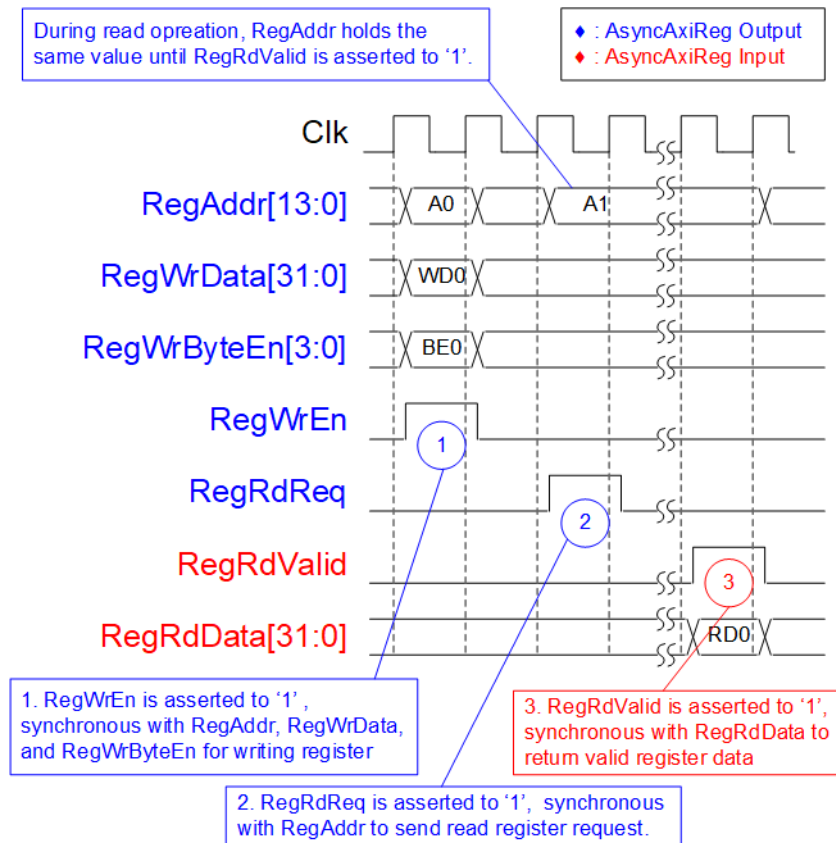 During read opreation, RegAddr holds the
same value until RegRdValid is asserted to ‘1’.
♦ : AsyncAxiReg Output
♦ : AsyncAxiReg Input
Clk
RegAddr[13:0]
A0
A1
RegWrData[31:0]
WD0
RegWrByteEn[3:0]
BE0
RegWrEn
1
RegRdReq
2
RegRdValid
3
RegRdData[31:0]
RD0
1. RegWrEn is asserted to ‘1’ ,
synchronous with RegAddr, RegWrData,
and RegWrByteEn for writing register
3. RegRdValid is asserted to ‘1’,
synchronous with RegRdData to
return valid register data
2. RegRdReq is asserted to ‘1’, synchronous
with RegAddr to send read register request.